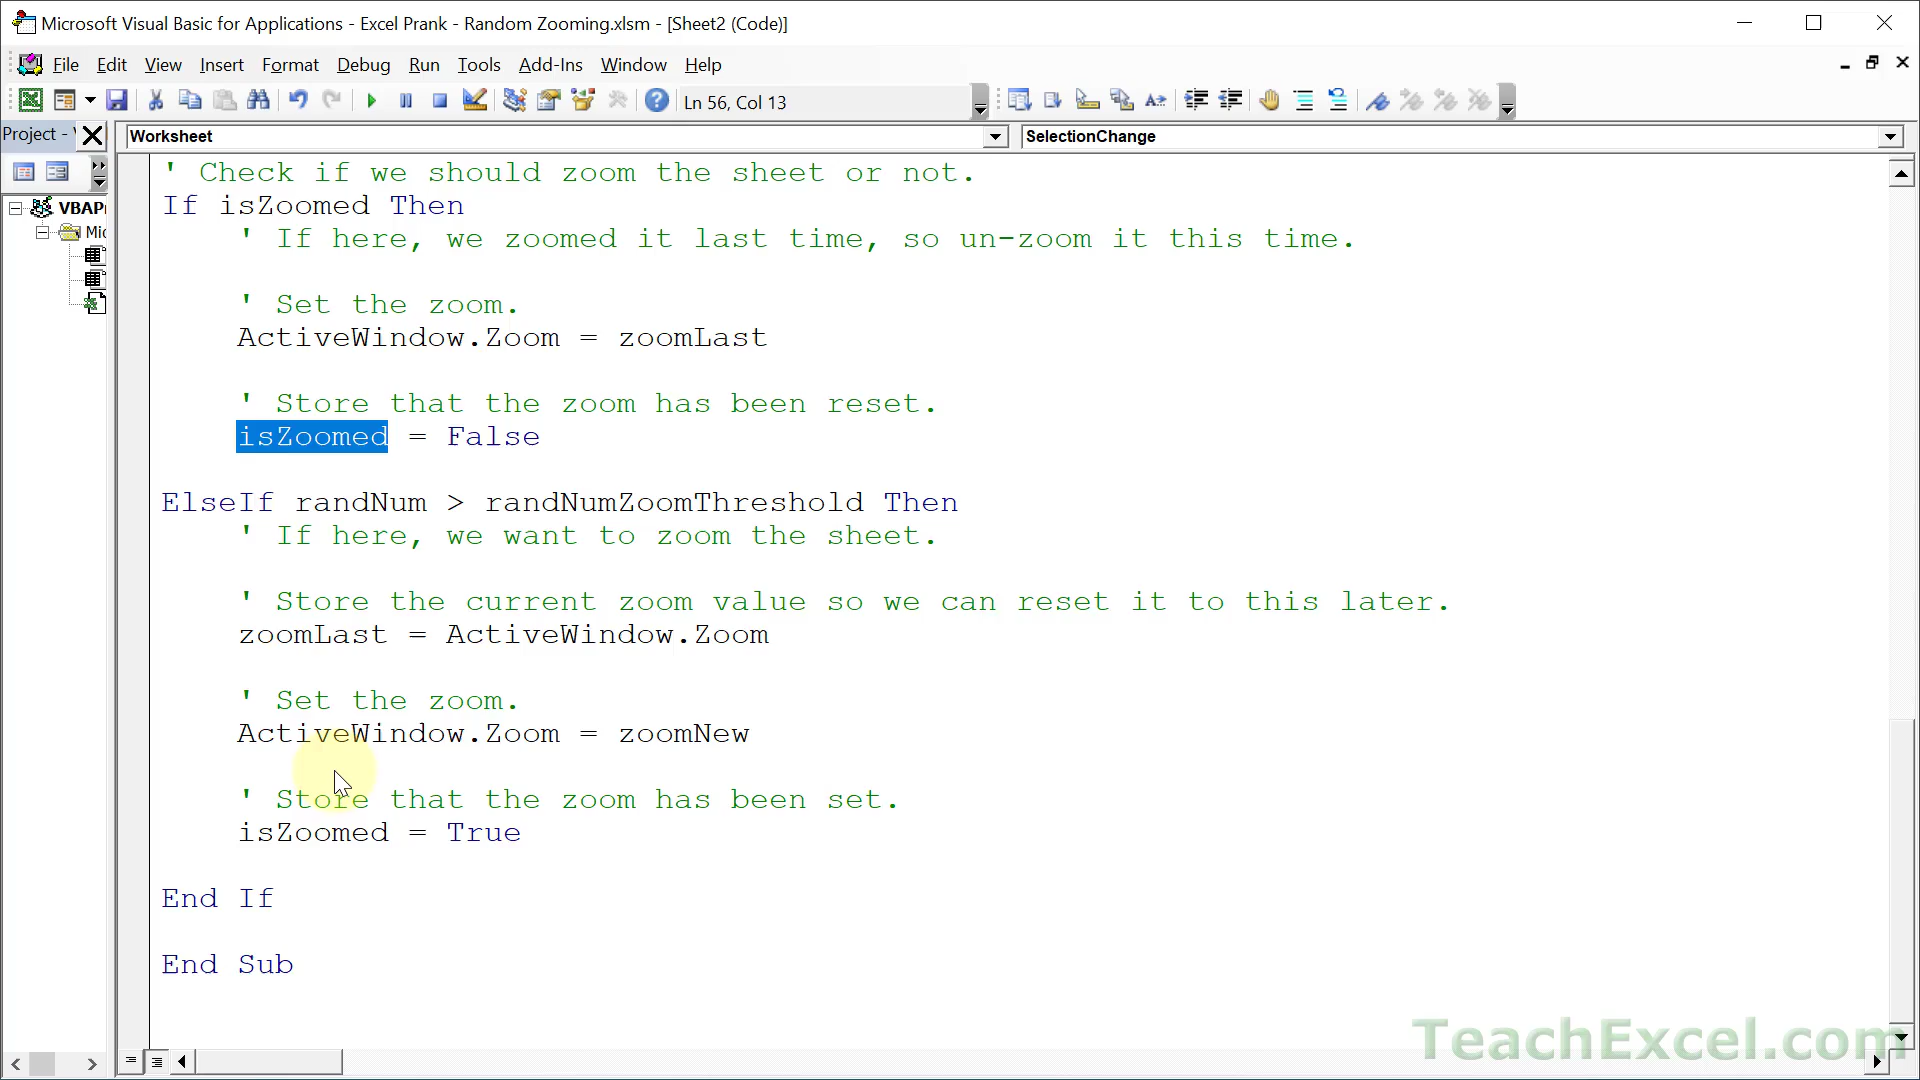 Microsoft Visual Basic for Applications - Excel Prank - Random Zooming.xlsm - [Sheet2 (Code)]
File Edit View Insert Format Debug Run Tools Add-Ins Window Help
Ln 56, Col 13
Project -
Worksheet
SelectionChange
VBAP
Mic
' Check if we should zoom the sheet or not.
If isZoomed Then
' If here, we zoomed it last time, so un-zoom it this time.
' Set the zoom.
ActiveWindow.Zoom = zoomLast
' Store that the zoom has been reset.
isZoomed = False
ElseIf randNum > randNumZoomThreshold Then
' If here, we want to zoom the sheet.
' Store the current zoom value so we can reset it to this later.
zoomLast = ActiveWindow.Zoom
' Set the zoom.
ActiveWindow.Zoom = zoomNew
' Store that the zoom has been set.
isZoomed = True
End If
End Sub
TeachExcel.com